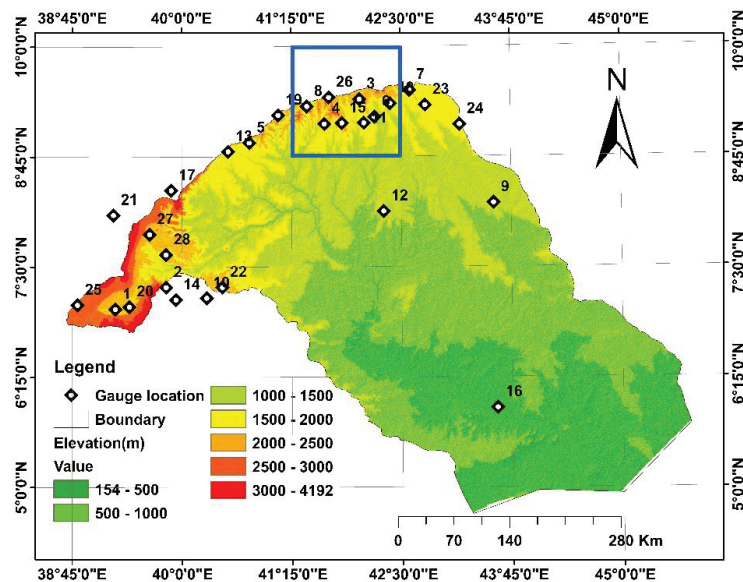 38°45'0"E 40°0'0"E 41°15'0"E 42°30'0"E 43°45'0"E 45°0'0"E
10°0'0"N 10°0'0"N
8°45'0"N 8°45'0"N
7°30'0"N 7°30'0"N
6°15'0"N 6°15'0"N
5°0'0"N 5°0'0"N
N
7
26 3
8 18 23
19 4 15 6 24
11
5
13
17
9
12
21
27
28
2 22
25 14 10
1 20
16
Legend
Gauge location
Boundary
Elevation(m)
Value
154 - 500
500 - 1000
1000 - 1500
1500 - 2000
2000 - 2500
2500 - 3000
3000 - 4192
0 70 140 280 Km
38°45'0"E 40°0'0"E 41°15'0"E 42°30'0"E 43°45'0"E 45°0'0"E